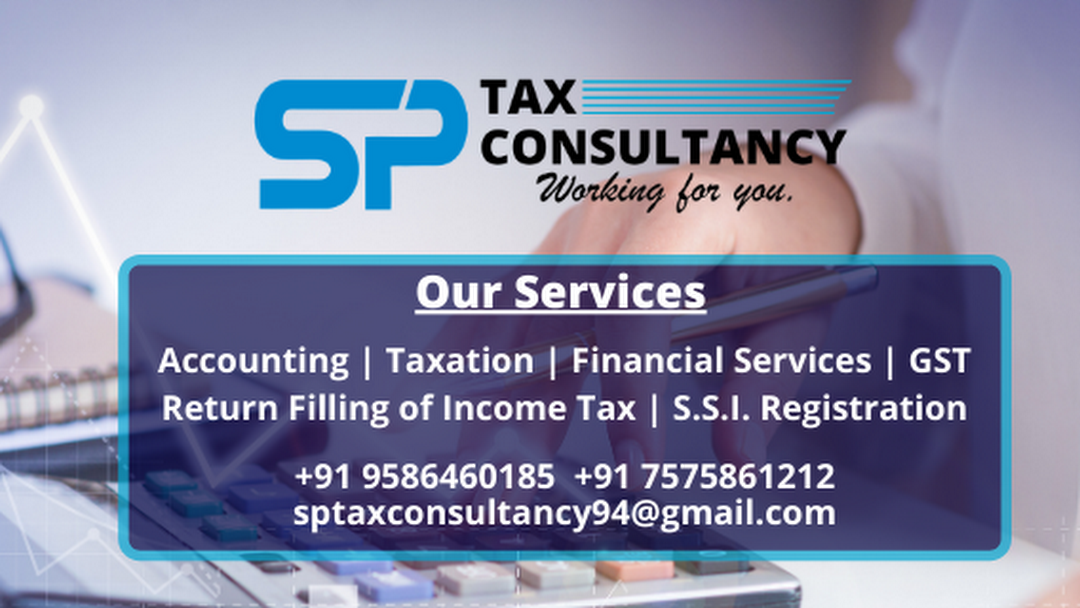 SP
TAX
CONSULTANCY
Working for you.
Our Services
Accounting | Taxation | Financial Services | GST
Return Filling of Income Tax | S.S.I. Registration
+91 9586460185 +91 7575861212
sptaxconsultancy94@gmail.com